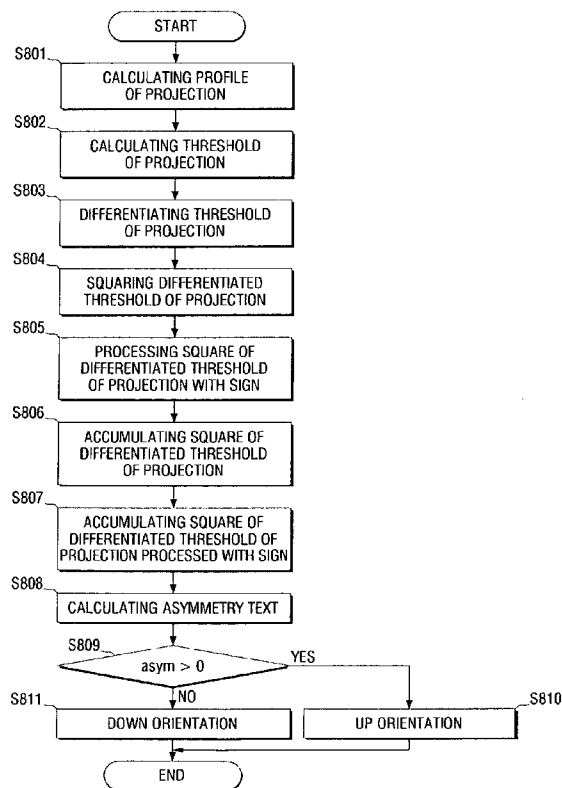 START
S801
CALCULATING PROFILE
OF PROJECTION
S802
CALCULATING THRESHOLD
OF PROJECTION
S803
DIFFERENTIATING THRESHOLD
OF PROJECTION
S804
SQUARING DIFFERENTIATED
THRESHOLD OF PROJECTION
S805
PROCESSING SQUARE OF
DIFFERENTIATED THRESHOLD
OF PROJECTION WITH SIGN
S806
ACCUMULATING SQUARE OF
DIFFERENTIATED THRESHOLD
OF PROJECTION
S807
ACCUMULATING SQUARE OF
DIFFERENTIATED THRESHOLD OF
PROJECTION PROCESSED WITH SIGN
S808
CALCULATING ASYMMETRY TEXT
S809
asym > 0
YES
NO
S811
DOWN ORIENTATION
S810
UP ORIENTATION
END